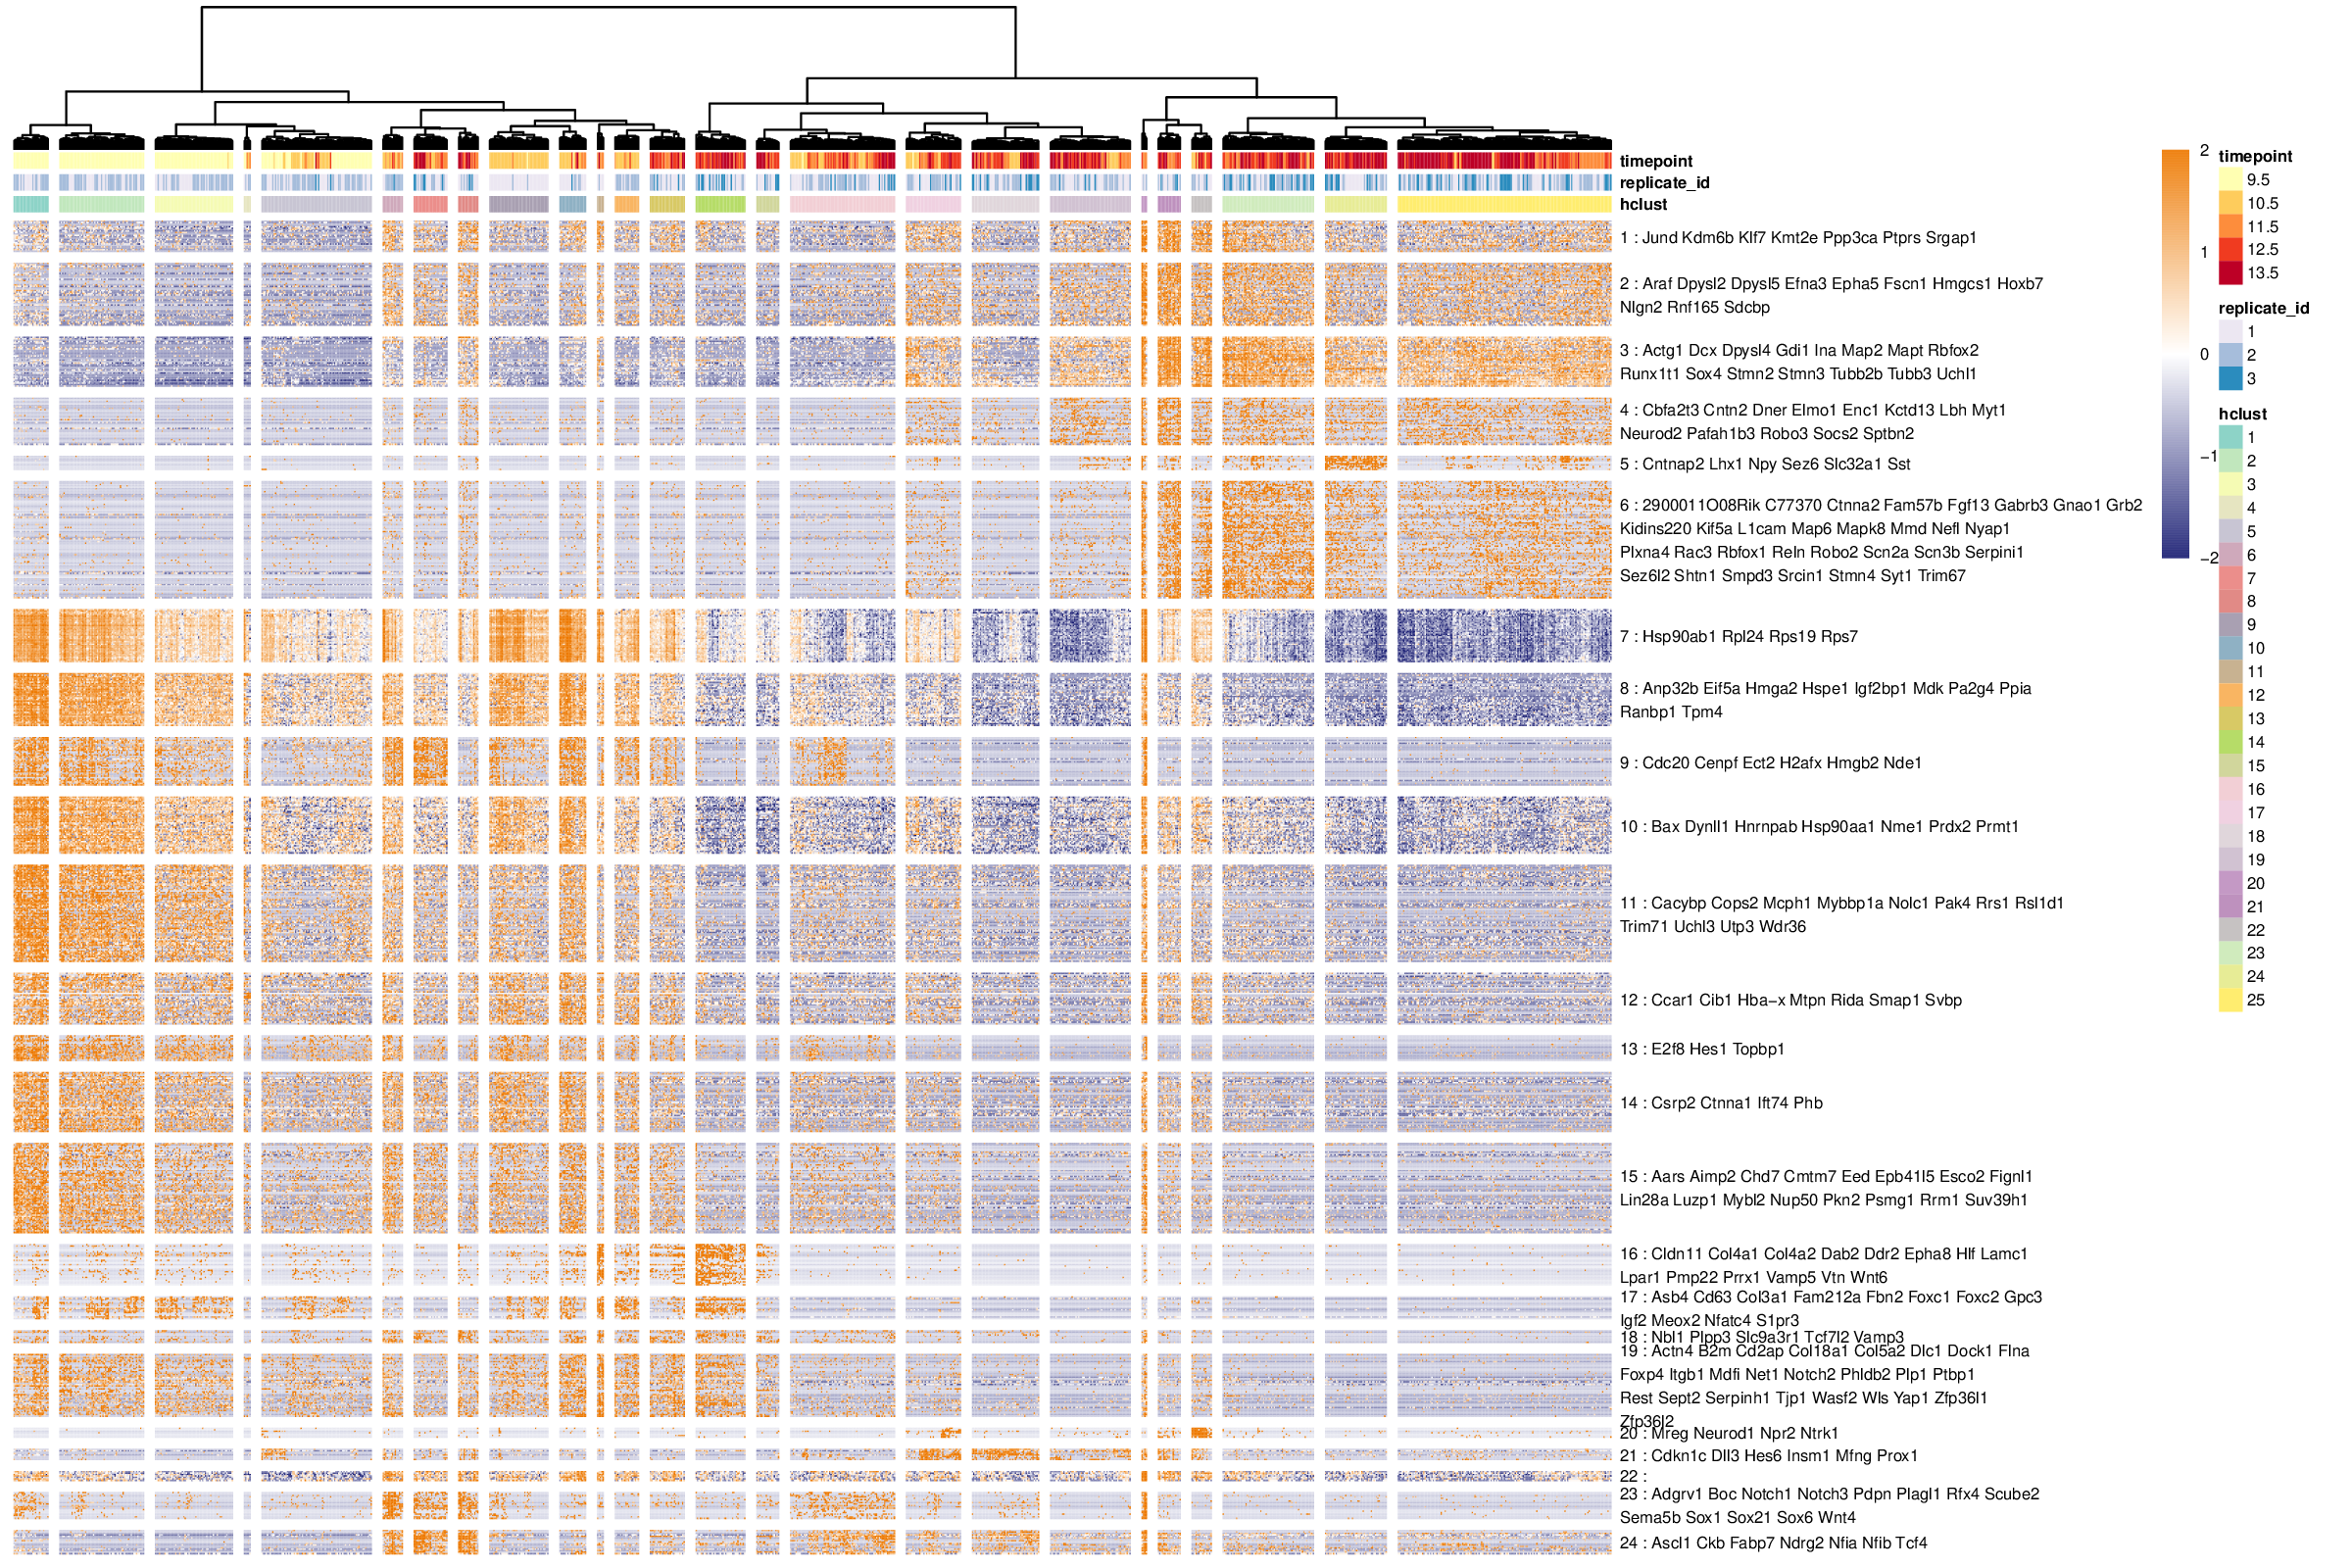 timepoint
replicate_id
hclust
1 : Jund Kdm6b Klf7 Kmt2e Ppp3ca Ptprs Srgap1
2 : Araf Dpysl2 Dpysl5 Efna3 Epha5 Fscn1 Hmgcs1 Hoxb7
Nlgn2 Rnf165 Sdcbp
3 : Actg1 Dcx Dpysl4 Gdi1 Ina Map2 Mapt Rbfox2
Runx1t1 Sox4 Stmn2 Stmn3 Tubb2b Tubb3 Uchl1
4 : Cbfa2t3 Cntn2 Dner Elmo1 Enc1 Kctd13 Lbh Myt1
Neurod2 Pafah1b3 Robo3 Socs2 Sptbn2
5 : Cntnap2 Lhx1 Npy Sez6 Slc32a1 Sst
6 : 2900011O08Rik C77370 Ctnna2 Fam57b Fgf13 Gabrb3 Gnao1 Grb2
Kidins220 Kif5a L1cam Map6 Mapk8 Mmd Nefl Nyap1
Plxna4 Rac3 Rbfox1 Reln Robo2 Scn2a Scn3b Serpini1
Sez6l2 Shtn1 Smpd3 Srcin1 Stmn4 Syt1 Trim67
7 : Hsp90ab1 Rpl24 Rps19 Rps7
8 : Anp32b Eif5a Hmga2 Hspe1 Igf2bp1 Mdk Pa2g4 Ppia
Ranbp1 Tpm4
9 : Cdc20 Cenpf Ect2 H2afx Hmgb2 Nde1
10 : Bax Dynll1 Hnrnpab Hsp90aa1 Nme1 Prdx2 Prmt1
11 : Cacybp Cops2 Mcph1 Mybbp1a Nolc1 Pak4 Rrs1 Rsl1d1
Trim71 Uchl3 Utp3 Wdr36
12 : Ccar1 Cib1 Hba−x Mtpn Rida Smap1 Svbp
13 : E2f8 Hes1 Topbp1
14 : Csrp2 Ctnna1 Ift74 Phb
15 : Aars Aimp2 Chd7 Cmtm7 Eed Epb41l5 Esco2 Fignl1
Lin28a Luzp1 Mybl2 Nup50 Pkn2 Psmg1 Rrm1 Suv39h1
16 : Cldn11 Col4a1 Col4a2 Dab2 Ddr2 Epha8 Hlf Lamc1
Lpar1 Pmp22 Prrx1 Vamp5 Vtn Wnt6
17 : Asb4 Cd63 Col3a1 Fam212a Fbn2 Foxc1 Foxc2 Gpc3
Igf2 Meox2 Nfatc4 S1pr3
18 : Nbl1 Plpp3 Slc9a3r1 Tcf7l2 Vamp3
19 : Actn4 B2m Cd2ap Col18a1 Col5a2 Dlc1 Dock1 Flna
Foxp4 Itgb1 Mdfi Net1 Notch2 Phldb2 Plp1 Ptbp1
Rest Sept2 Serpinh1 Tjp1 Wasf2 Wls Yap1 Zfp36l1
Zfp36l2
20 : Mreg Neurod1 Npr2 Ntrk1
21 : Cdkn1c Dll3 Hes6 Insm1 Mfng Prox1
22 :
23 : Adgrv1 Boc Notch1 Notch3 Pdpn Plagl1 Rfx4 Scube2
Sema5b Sox1 Sox21 Sox6 Wnt4
24 : Ascl1 Ckb Fabp7 Ndrg2 Nfia Nfib Tcf4
2
1
0
−1
−2
timepoint
9.5
10.5
11.5
12.5
13.5
replicate_id
1
2
3
hclust
1
2
3
4
5
6
7
8
9
10
11
12
13
14
15
16
17
18
19
20
21
22
23
24
25